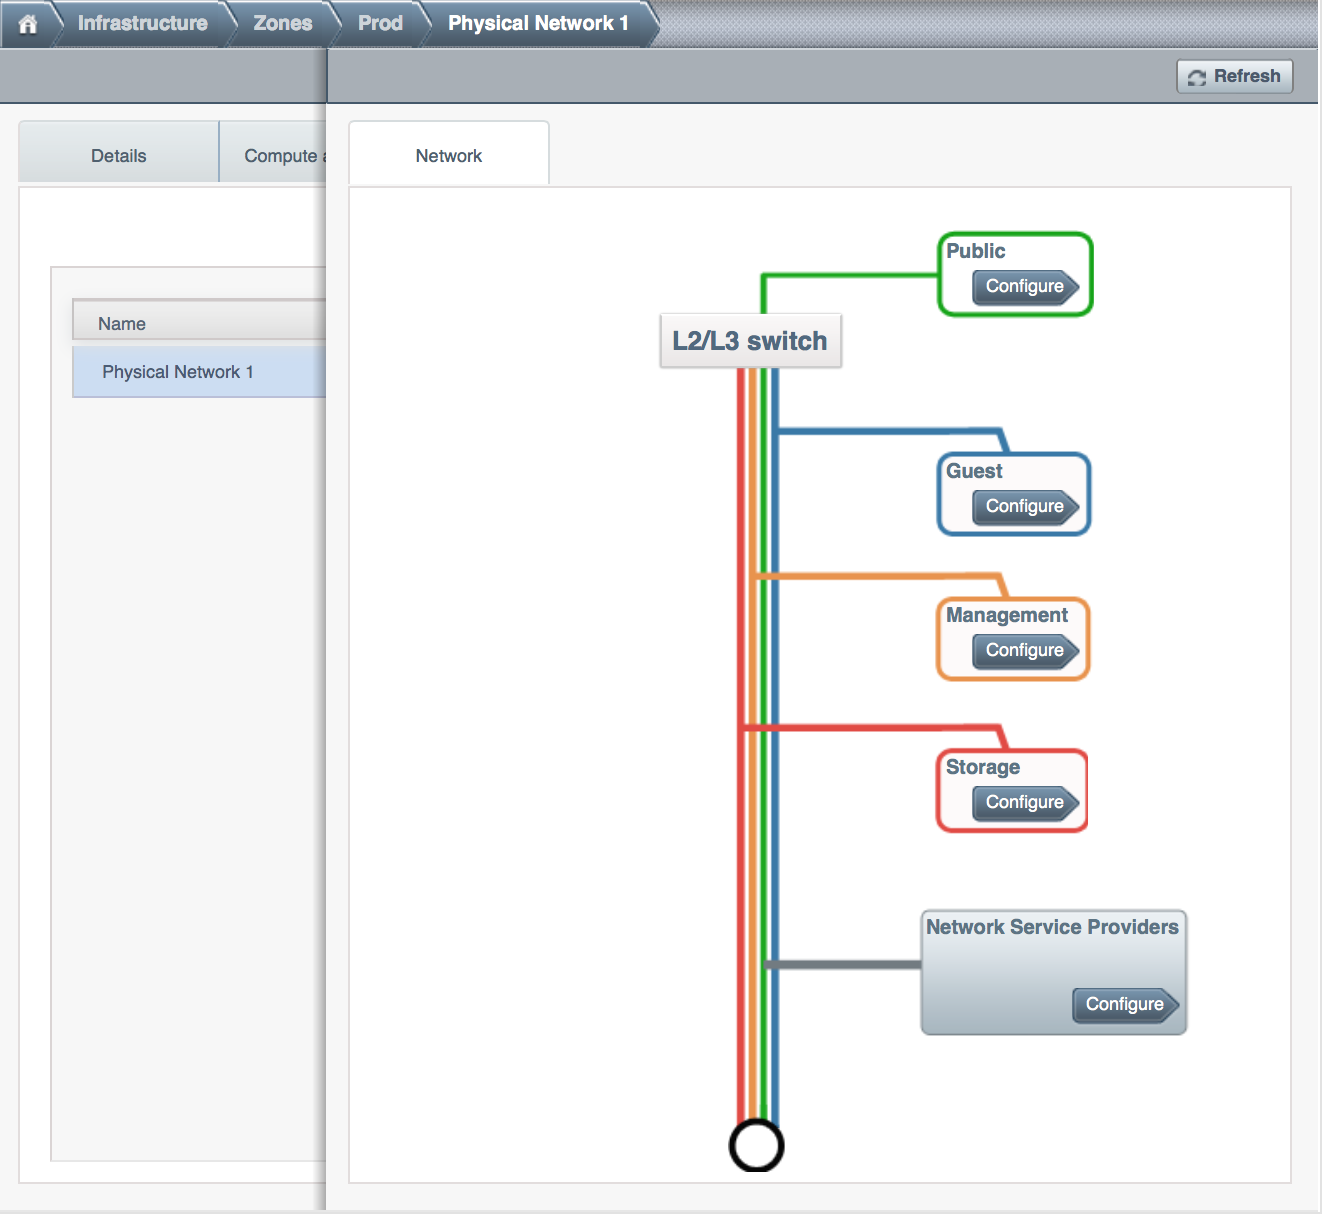 Infrastructure Zones Prod Physical Network 1
Refresh
Details Compute a
Network
Name
Physical Network 1
Public
Configure
L2/L3 switch
Guest
Configure
Management
Configure
Storage
Configure
Network Service Providers
Configure